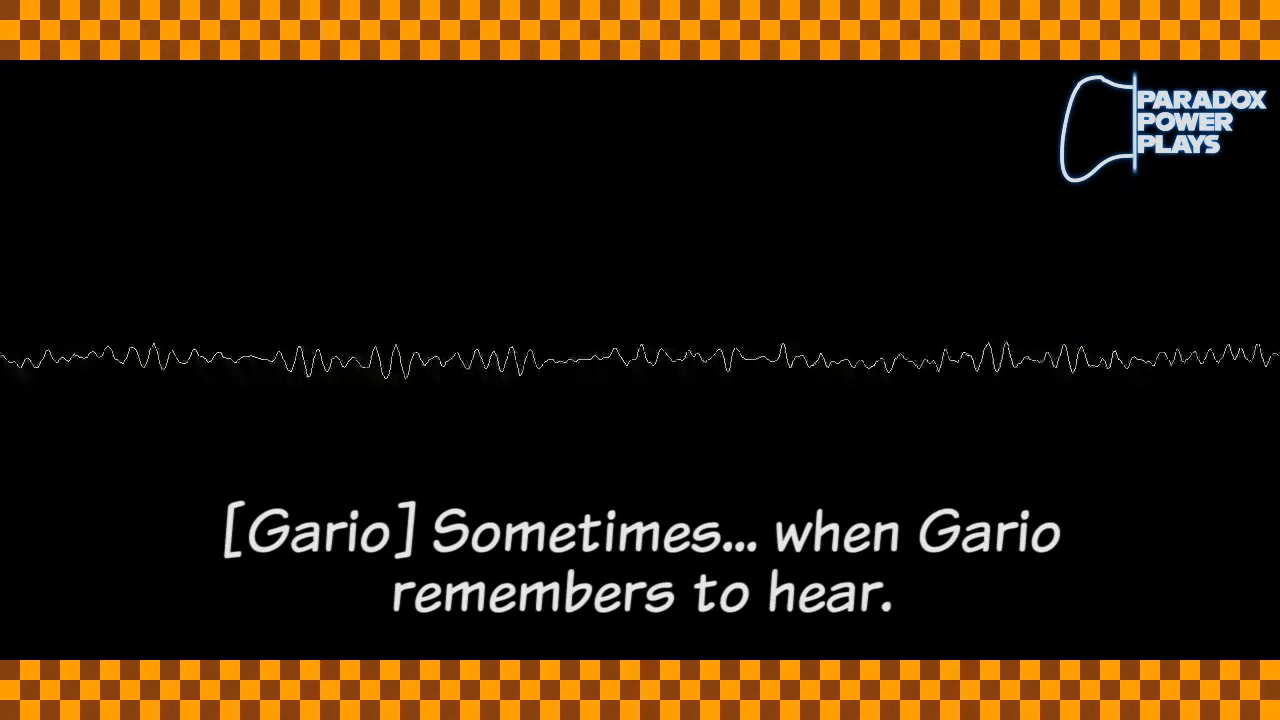 PARADOX
POWER
PLAYS
[Gario] Sometimes... when Gario
remembers to hear.